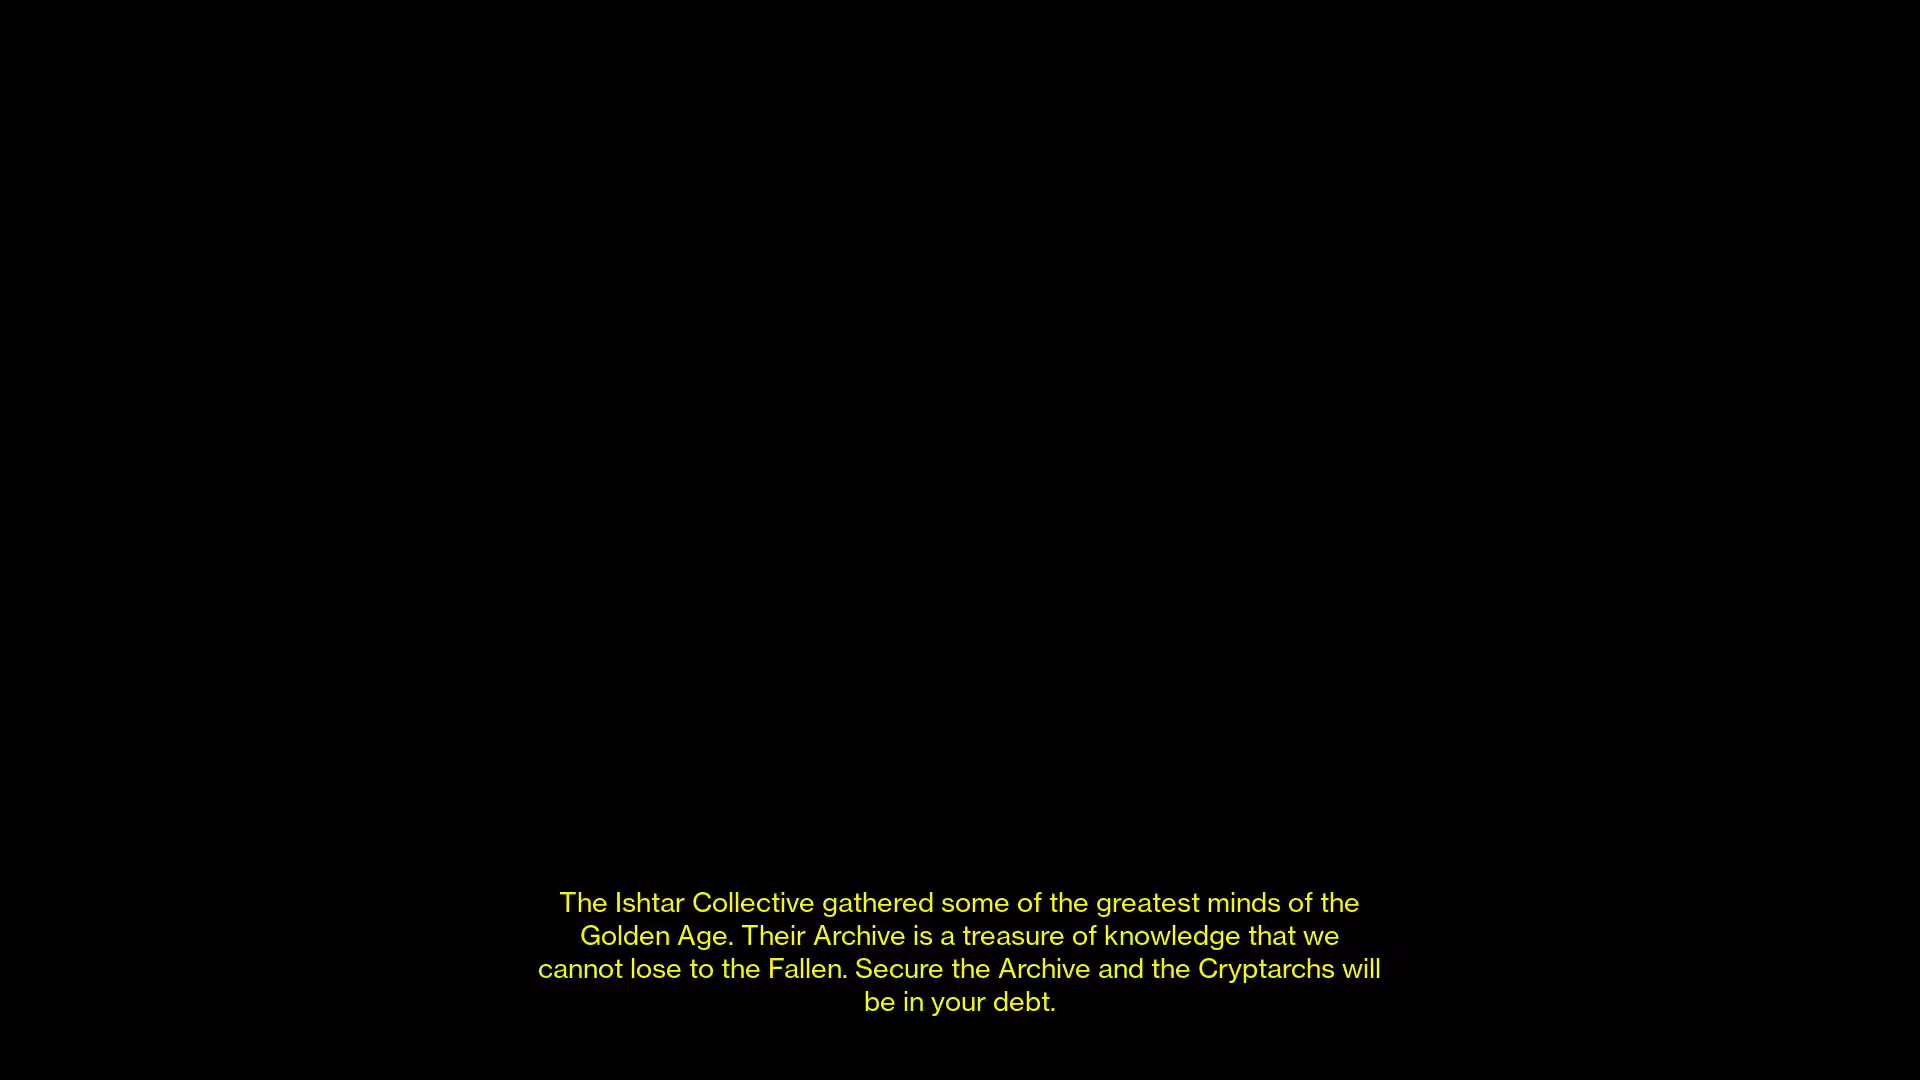 The Ishtar Collective gathered some of the greatest minds of the
Golden Age. Their Archive is a treasure of knowledge that we
cannot lose to the Fallen. Secure the Archive and the Cryptarchs will
be in your debt.